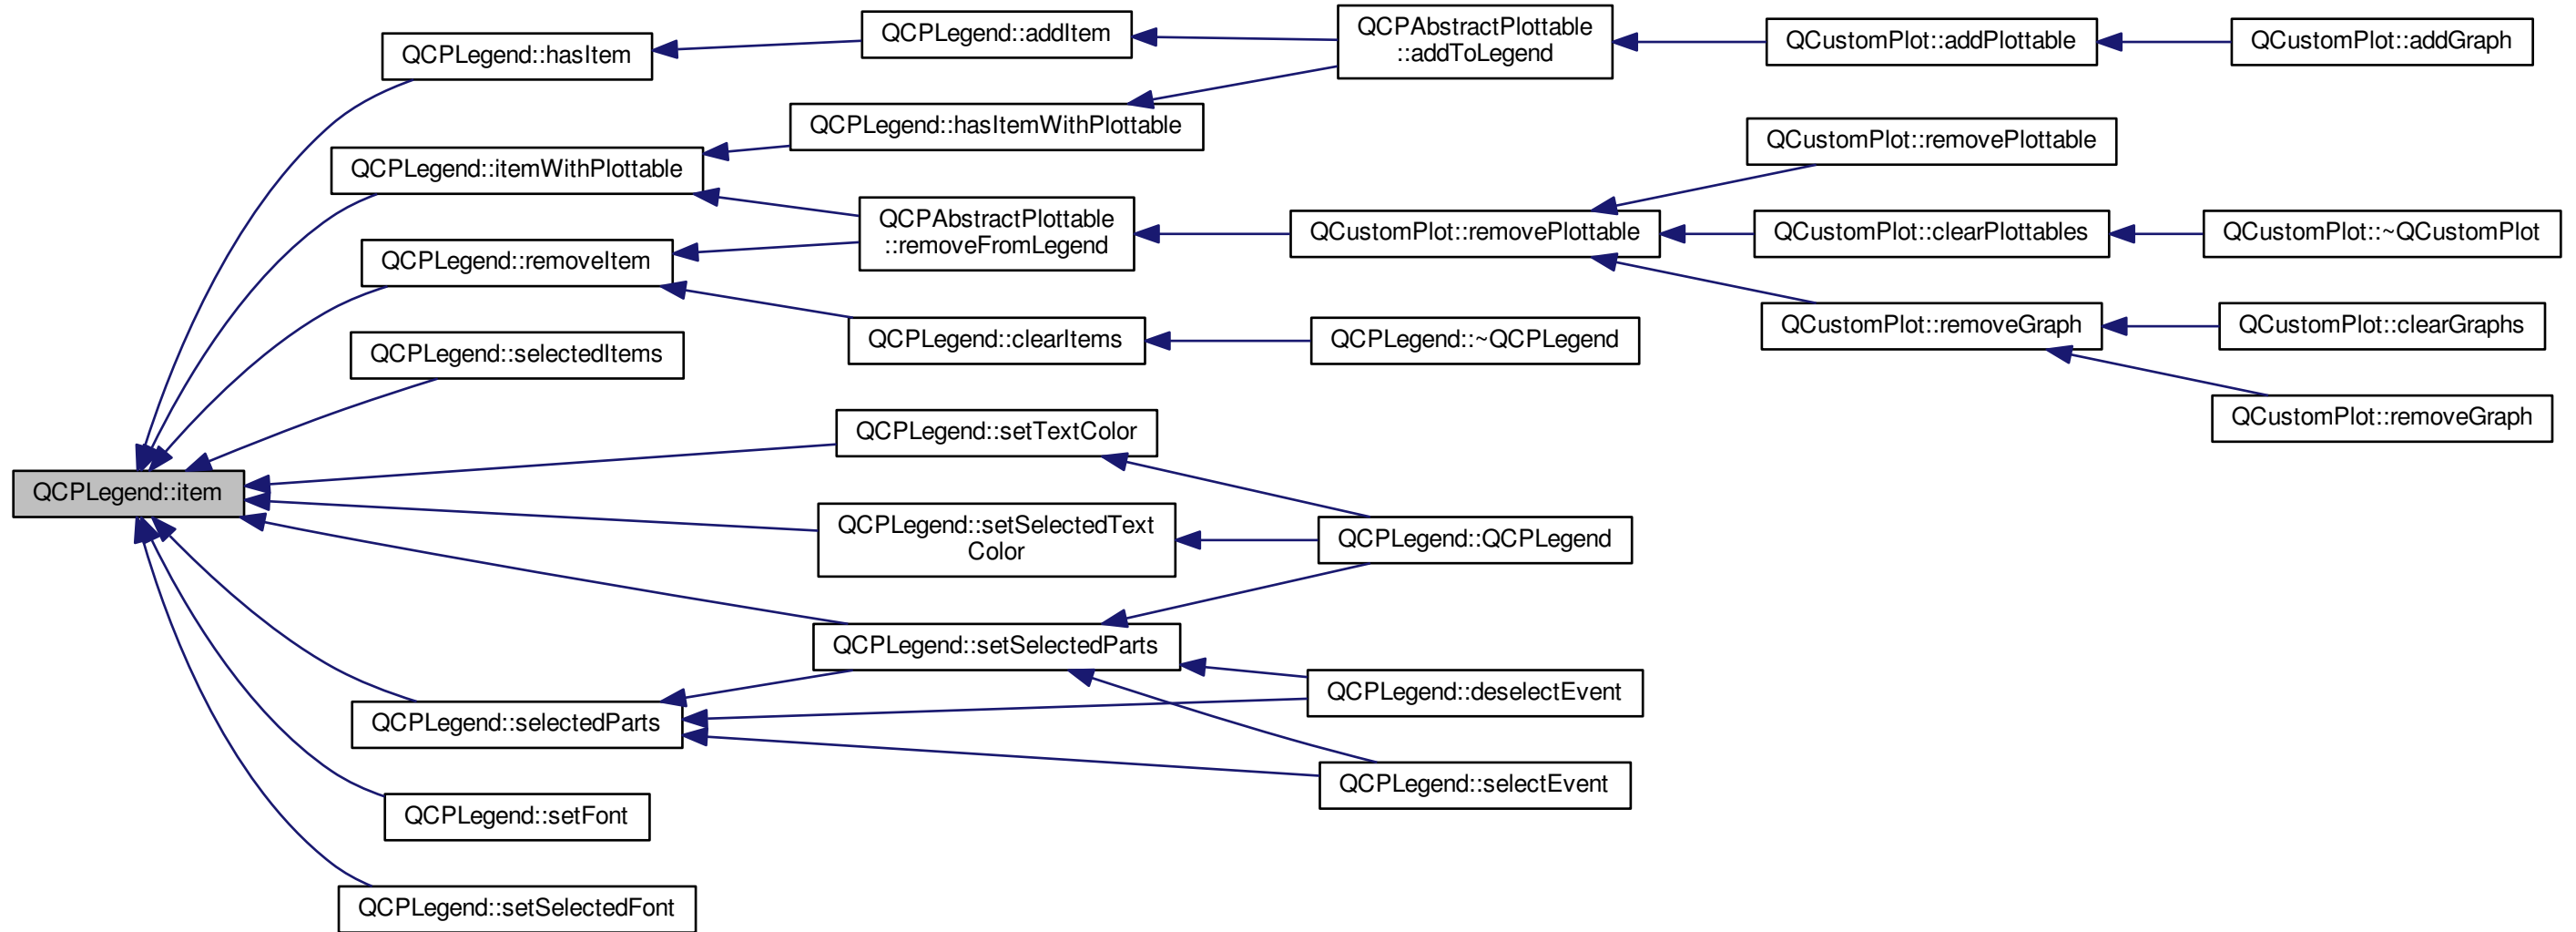 QCPLegend::item
QCPLegend::hasItem
QCPLegend::addItem
QCPAbstractPlottable
::addToLegend
QCustomPlot::addPlottable
QCustomPlot::addGraph
QCPLegend::itemWithPlottable
QCPLegend::hasItemWithPlottable
QCPAbstractPlottable
::removeFromLegend
QCustomPlot::removePlottable
QCustomPlot::removePlottable
QCustomPlot::clearPlottables
QCustomPlot::~QCustomPlot
QCustomPlot::removeGraph
QCustomPlot::clearGraphs
QCustomPlot::removeGraph
QCPLegend::removeItem
QCPLegend::clearItems
QCPLegend::~QCPLegend
QCPLegend::selectedItems
QCPLegend::setTextColor
QCPLegend::QCPLegend
QCPLegend::setSelectedText
Color
QCPLegend::setSelectedParts
QCPLegend::deselectEvent
QCPLegend::selectEvent
QCPLegend::selectedParts
QCPLegend::setFont
QCPLegend::setSelectedFont